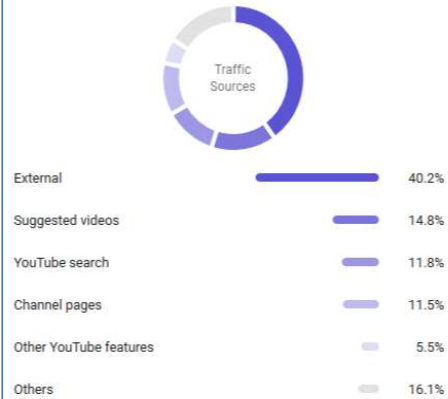 Traffic
Sources
External 40.2%
Suggested videos 14.8%
YouTube search 11.8%
Channel pages 11.5%
Other YouTube features 5.5%
Others 16.1%